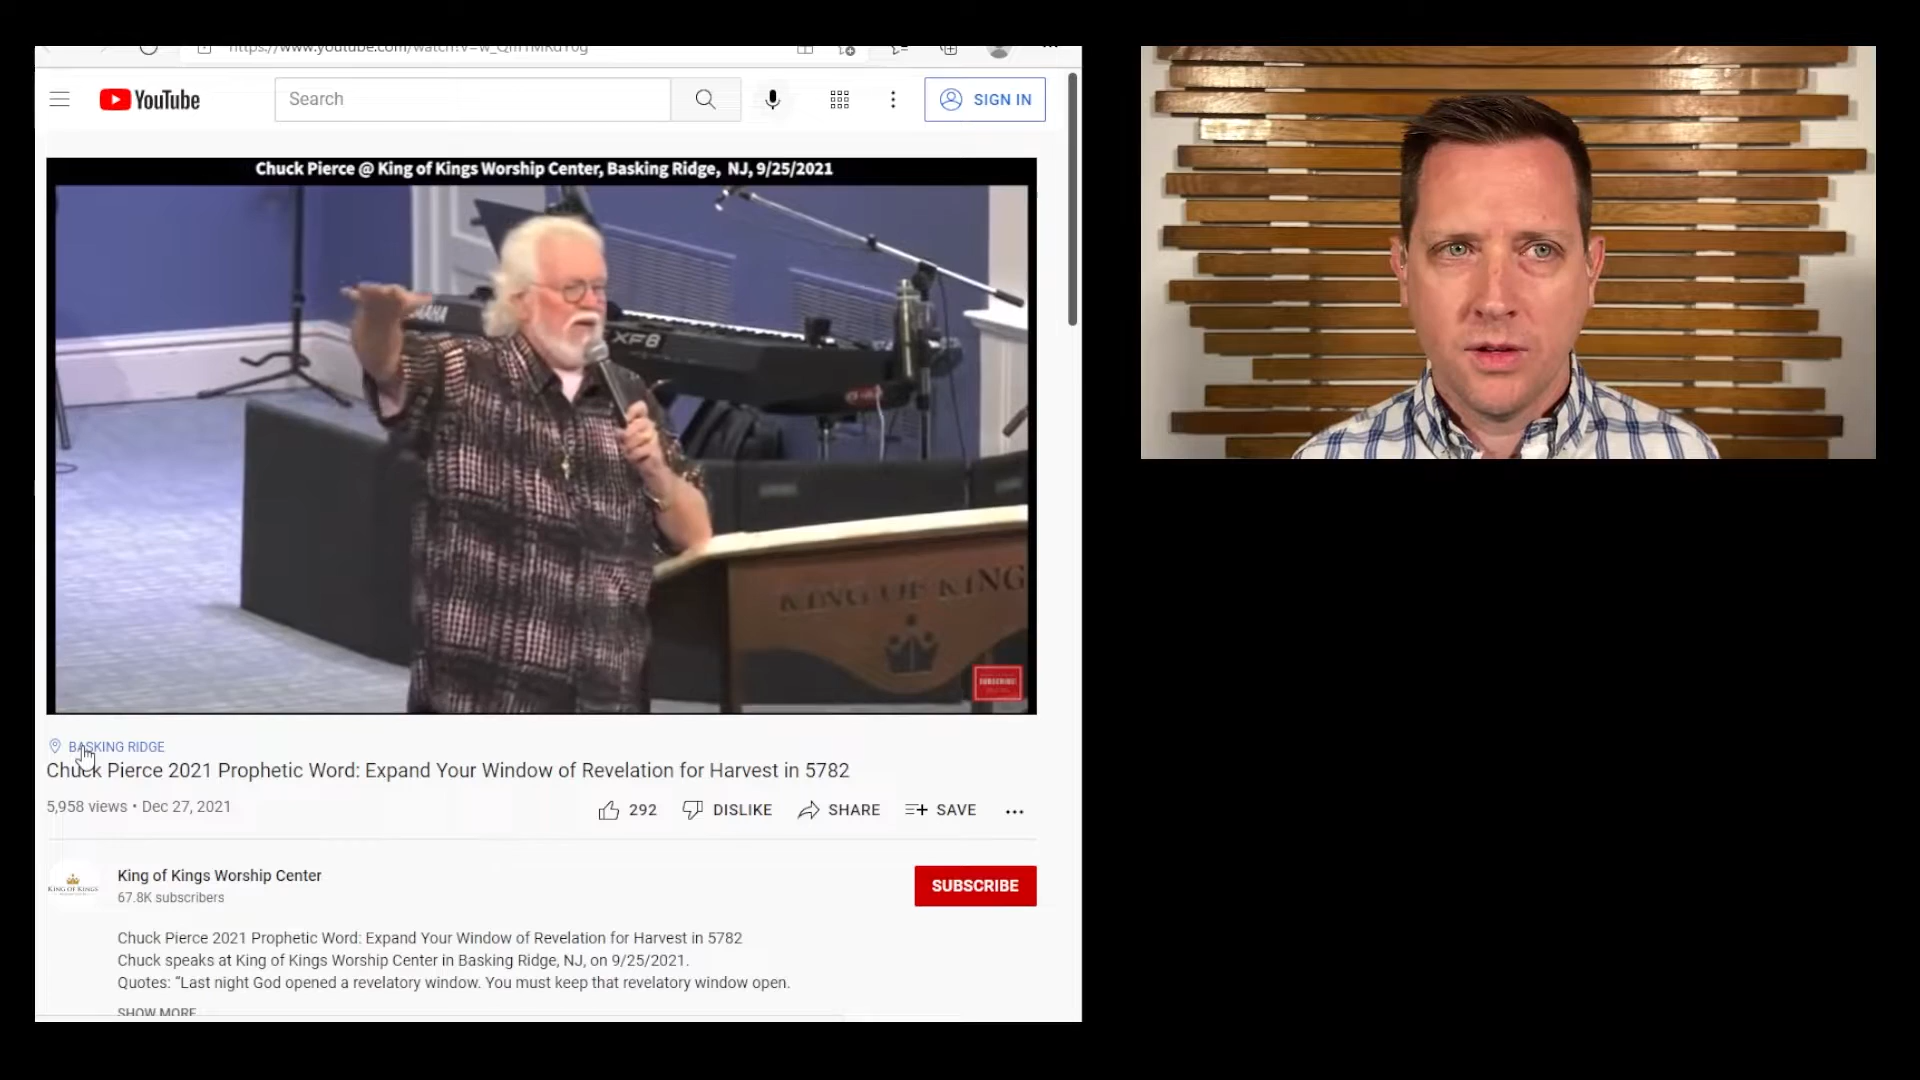 YouTube
Search
SIGN IN
Chuck Pierce @ King of Kings Worship Center, Basking Ridge, NJ, 9/25/2021
XF8
KING OF KING
SUBSCRIBE
BASKING RIDGE
Chuck Pierce 2021 Prophetic Word: Expand Your Window of Revelation for Harvest in 5782
5,958 views • Dec 27, 2021
292
DISLIKE
SHARE
SAVE
KING OF KINGS
King of Kings Worship Center
67.8K subscribers
SUBSCRIBE
Chuck Pierce 2021 Prophetic Word: Expand Your Window of Revelation for Harvest in 5782
Chuck speaks at King of Kings Worship Center in Basking Ridge, NJ, on 9/25/2021.
Quotes: “Last night God opened a revelatory window. You must keep that revelatory window open.
SHOW MORE